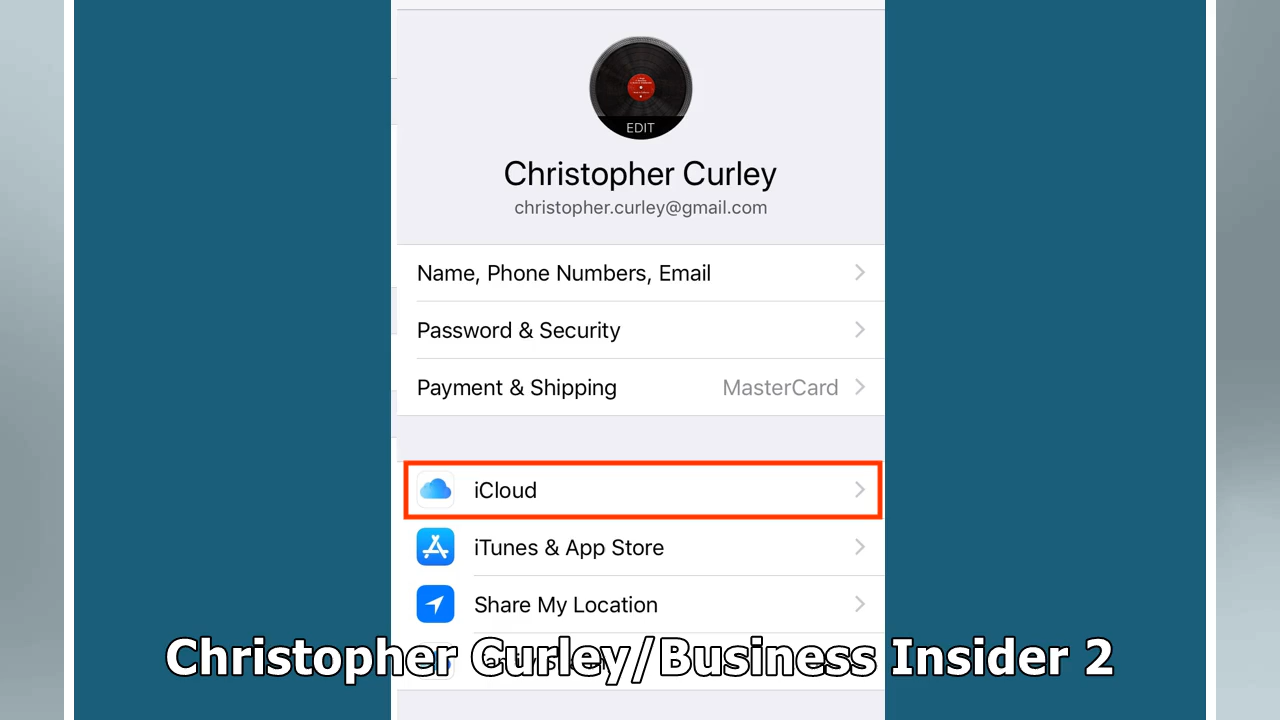 EDIT
Christopher Curley
christopher.curley@gmail.com
Name, Phone Numbers, Email
Password & Security
Payment & Shipping MasterCard
iCloud
iTunes & App Store
Share My Location
Christopher Curley/Business Insider 2